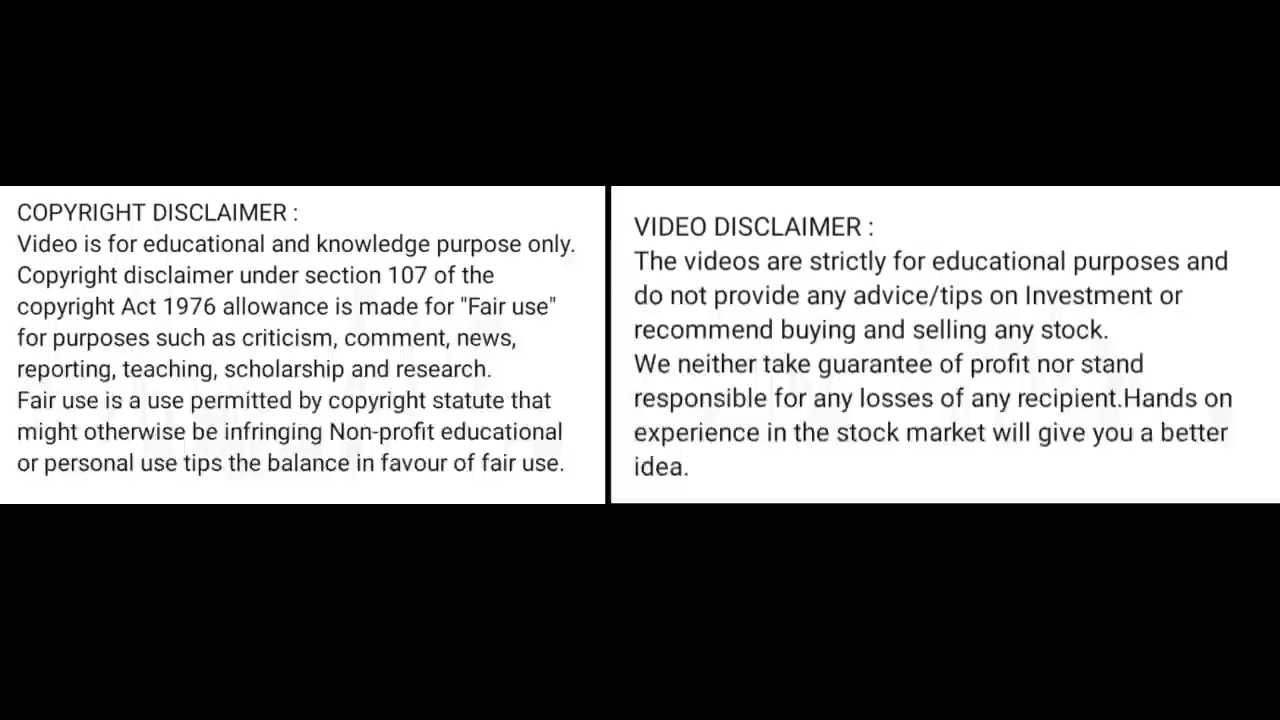 COPYRIGHT DISCLAIMER :
Video is for educational and knowledge purpose only.
Copyright disclaimer under section 107 of the
copyright Act 1976 allowance is made for "Fair use"
for purposes such as criticism, comment, news,
reporting, teaching, scholarship and research.
Fair use is a use permitted by copyright statute that
might otherwise be infringing Non-profit educational
or personal use tips the balance in favour of fair use.
VIDEO DISCLAIMER :
The videos are strictly for educational purposes and
do not provide any advice/tips on Investment or
recommend buying and selling any stock.
We neither take guarantee of profit nor stand
responsible for any losses of any recipient.Hands on
experience in the stock market will give you a better
idea.